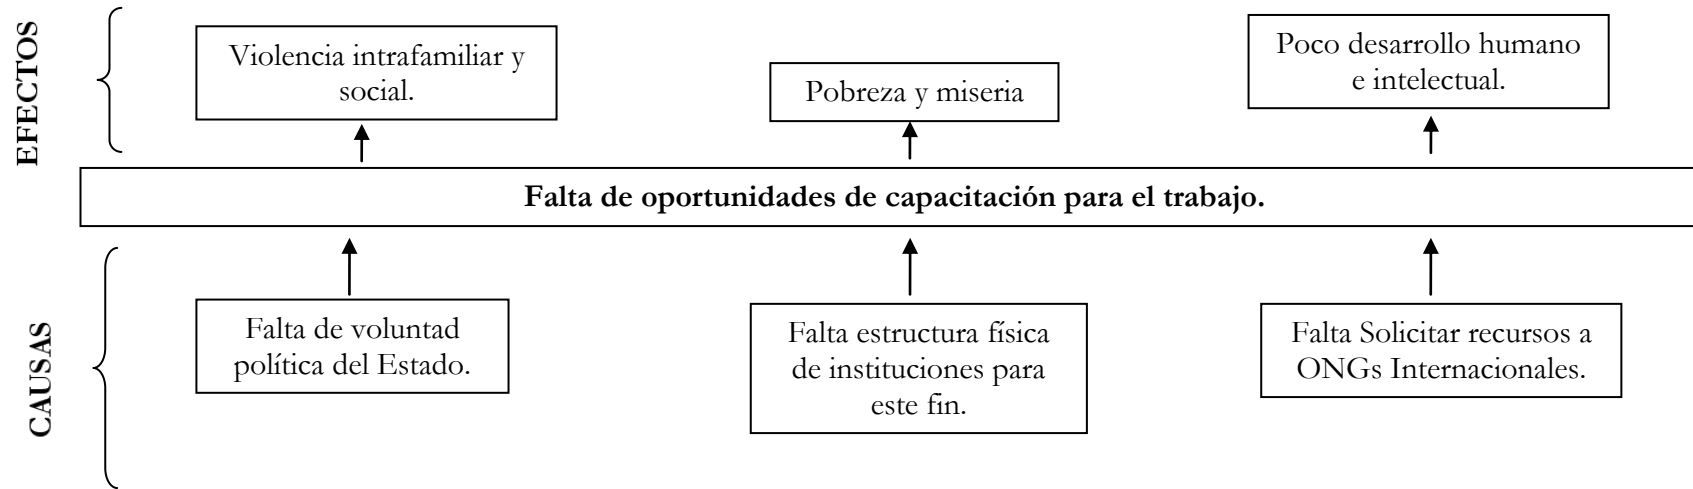 EFECTOS
Violencia intrafamiliar y
social.
Pobreza y miseria
Poco desarrollo humano
e intelectual.
Falta de oportunidades de capacitación para el trabajo.
CAUSAS
Falta de voluntad
política del Estado.
Falta estructura física
de instituciones para
este fin.
Falta Solicitar recursos a
ONGs Internacionales.